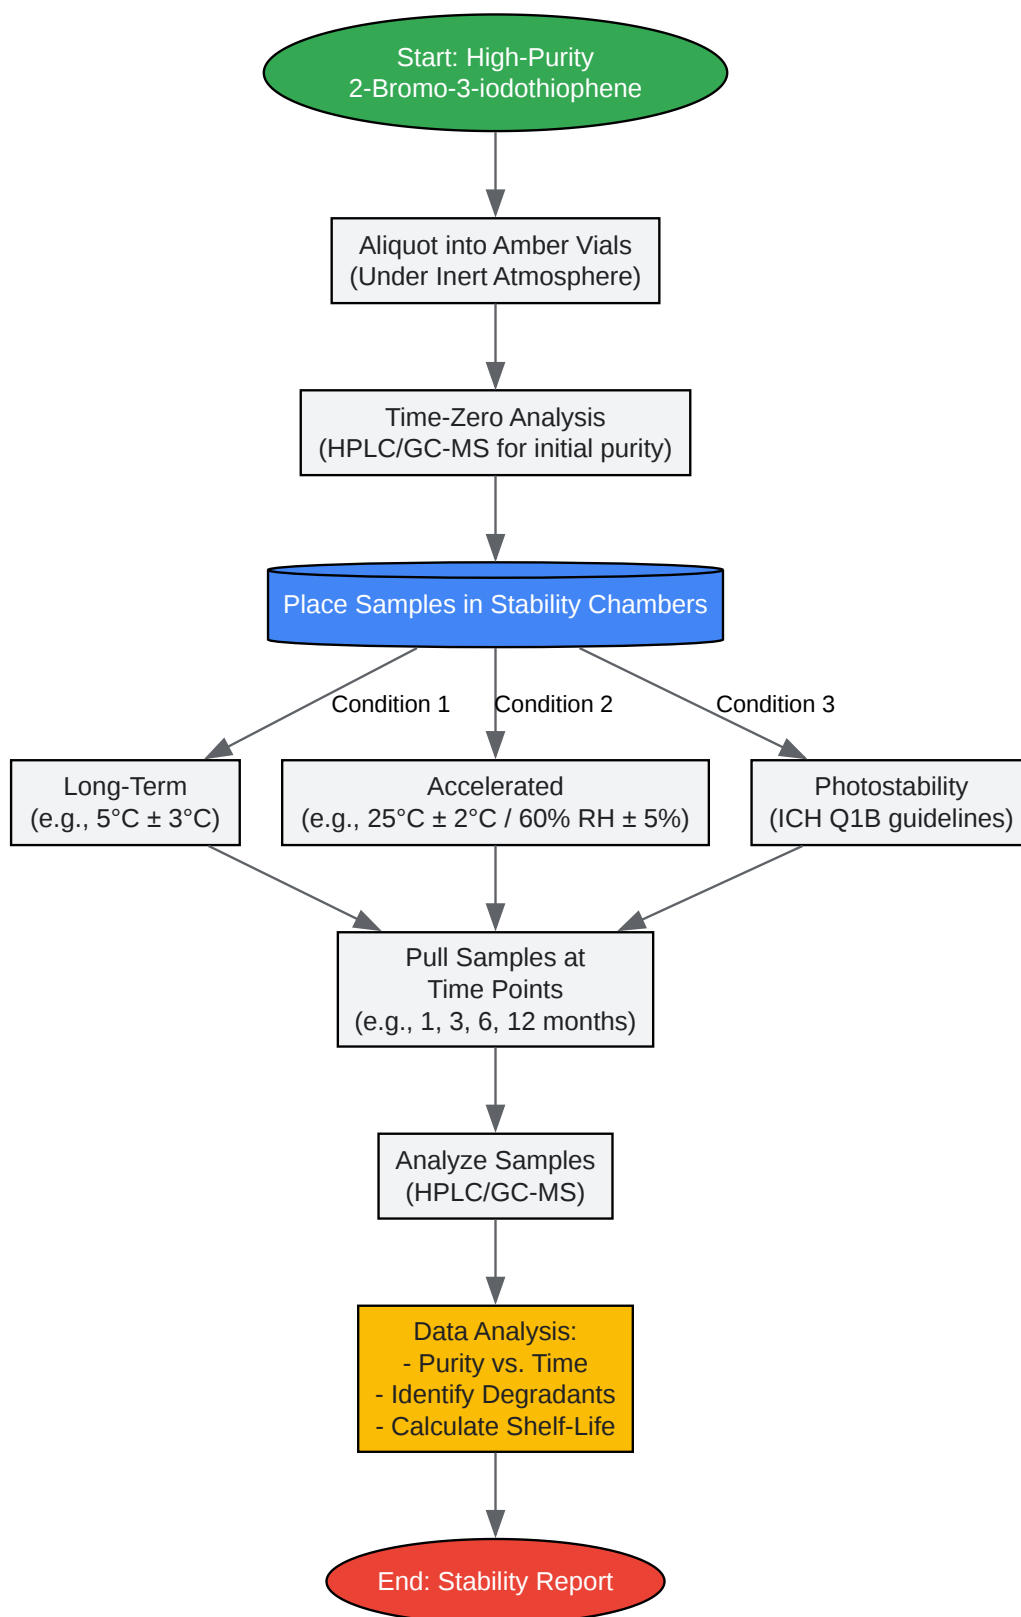 Start: High-Purity
2-Bromo-3-iodothiophene
Aliquot into Amber Vials
(Under Inert Atmosphere)
Time-Zero Analysis
(HPLC/GC-MS for initial purity)
Place Samples in Stability Chambers
Condition 1
Condition 2
Condition 3
Long-Term
(e.g., 5°C ± 3°C)
Accelerated
(e.g., 25°C ± 2°C / 60% RH ± 5%)
Photostability
(ICH Q1B guidelines)
Pull Samples at
Time Points
(e.g., 1, 3, 6, 12 months)
Analyze Samples
(HPLC/GC-MS)
Data Analysis:
- Purity vs. Time
- Identify Degradants
- Calculate Shelf-Life
End: Stability Report